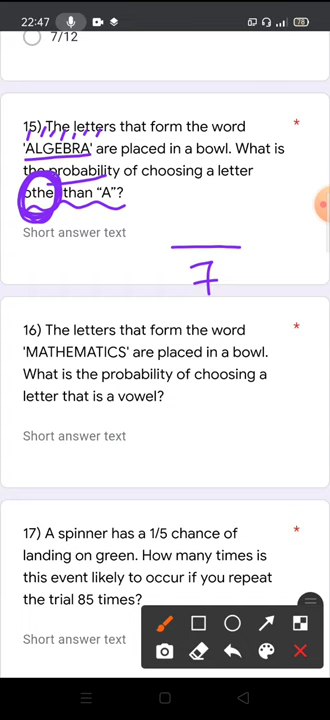 22:47
78
7/12
15) The letters that form the word *
'ALGEBRA' are placed in a bowl. What is
the probability of choosing a letter
other than "A"?
Short answer text
7
16) The letters that form the word *
'MATHEMATICS' are placed in a bowl.
What is the probability of choosing a
letter that is a vowel?
Short answer text
17) A spinner has a 1/5 chance of *
landing on green. How many times is
this event likely to occur if you repeat
the trial 85 times?
Short answer text